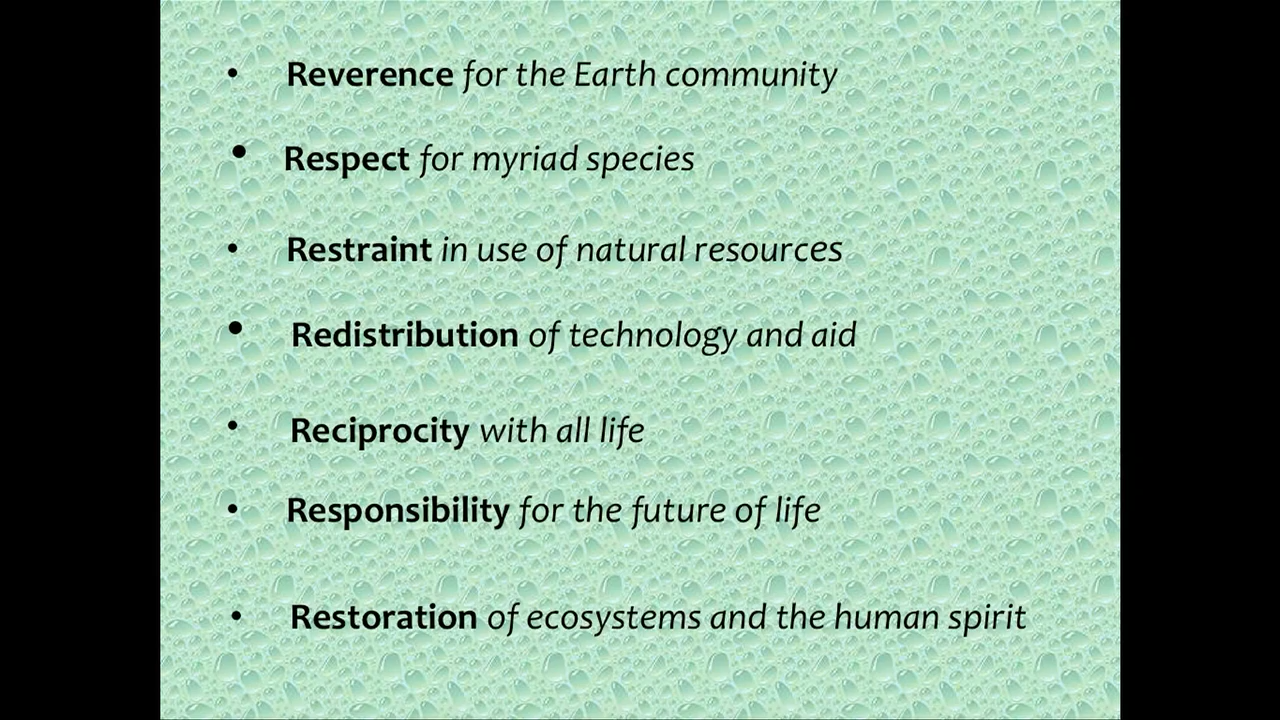 • Reverence for the Earth community
• Respect for myriad species
• Restraint in use of natural resources
• Redistribution of technology and aid
• Reciprocity with all life
• Responsibility for the future of life
• Restoration of ecosystems and the human spirit